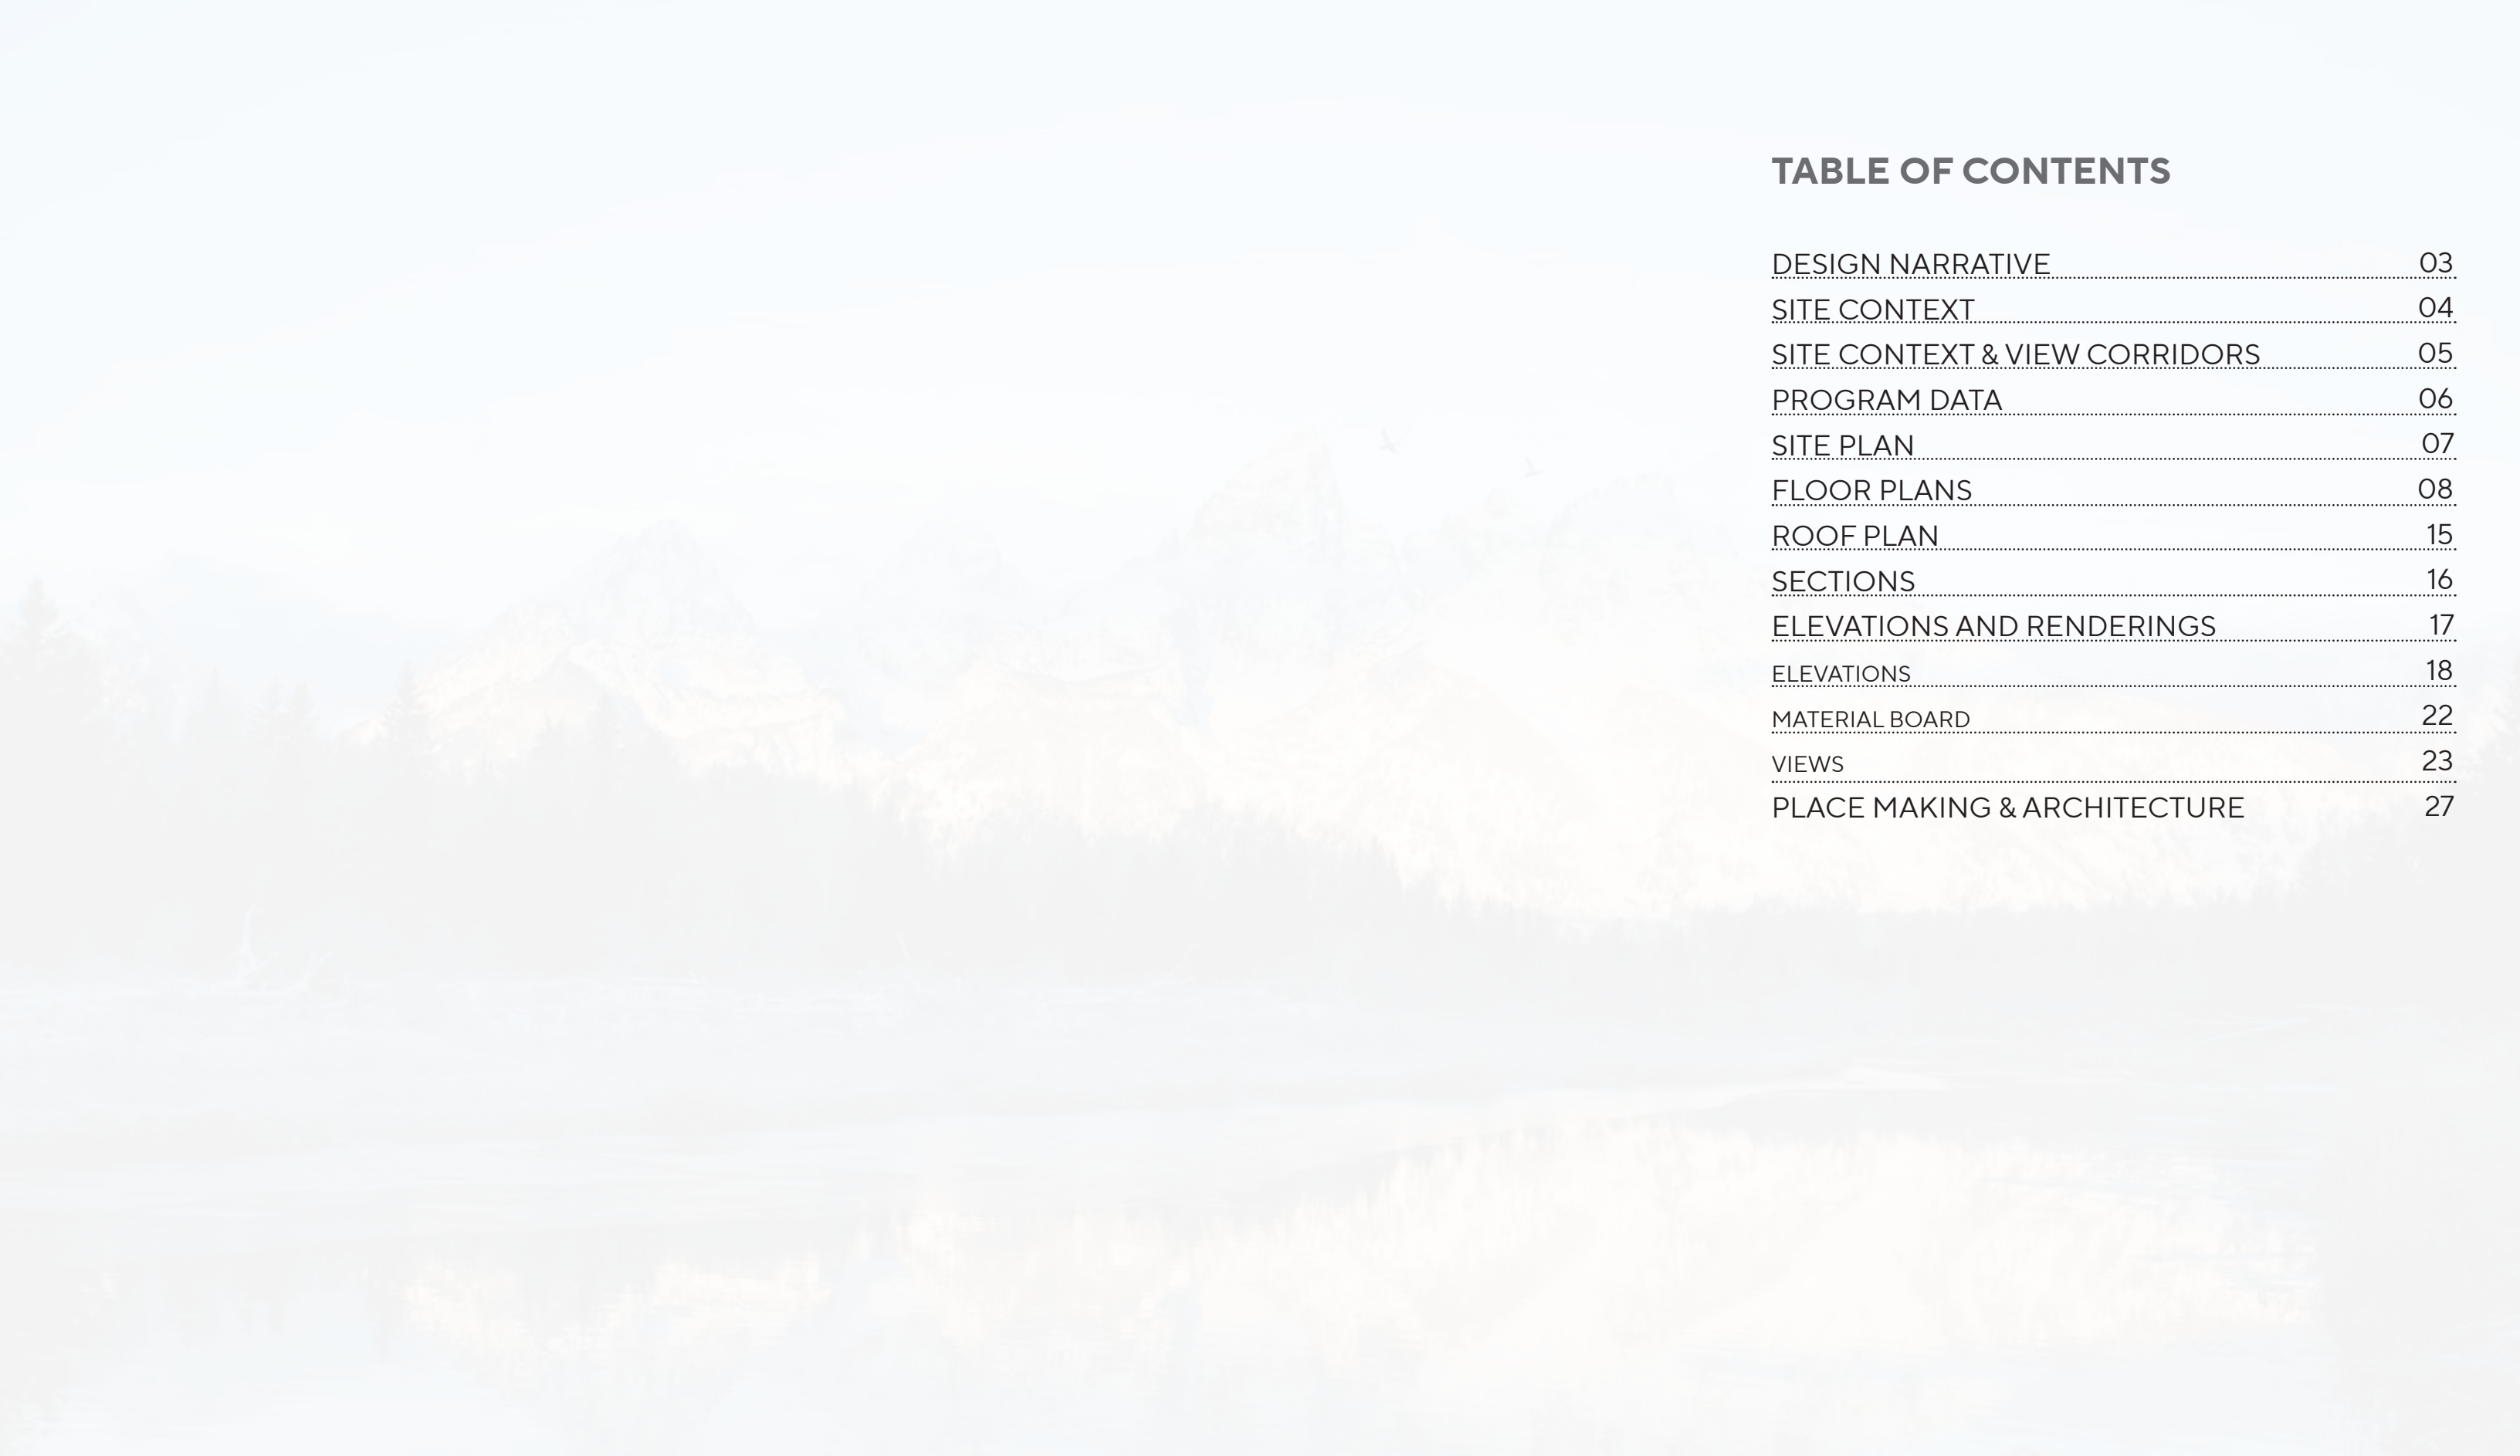 TABLE OF CONTENTS
DESIGN NARRATIVE 03
SITE CONTEXT 04
SITE CONTEXT & VIEW CORRIDORS 05
PROGRAM DATA 06
SITE PLAN 07
FLOOR PLANS 08
ROOF PLAN 15
SECTIONS 16
ELEVATIONS AND RENDERINGS 17
ELEVATIONS 18
MATERIAL BOARD 22
VIEWS 23
PLACE MAKING & ARCHITECTURE 27